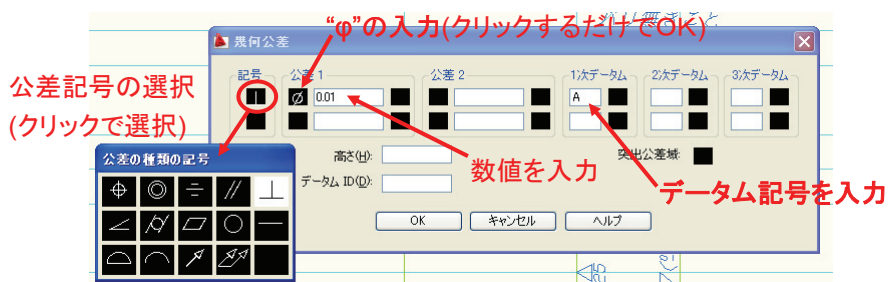 “φ”の入力(クリックするだけでOK)
幾何公差
公差記号の選択
(クリックで選択)
記号 公差 1 公差 2 1次データム 2次データム 3次データム
Ø 0.01 A
高さ(H):
突出公差域:
データム ID(D):
数値を入力
データム記号を入力
OK キャンセル ヘルプ
公差の種類の記号
25